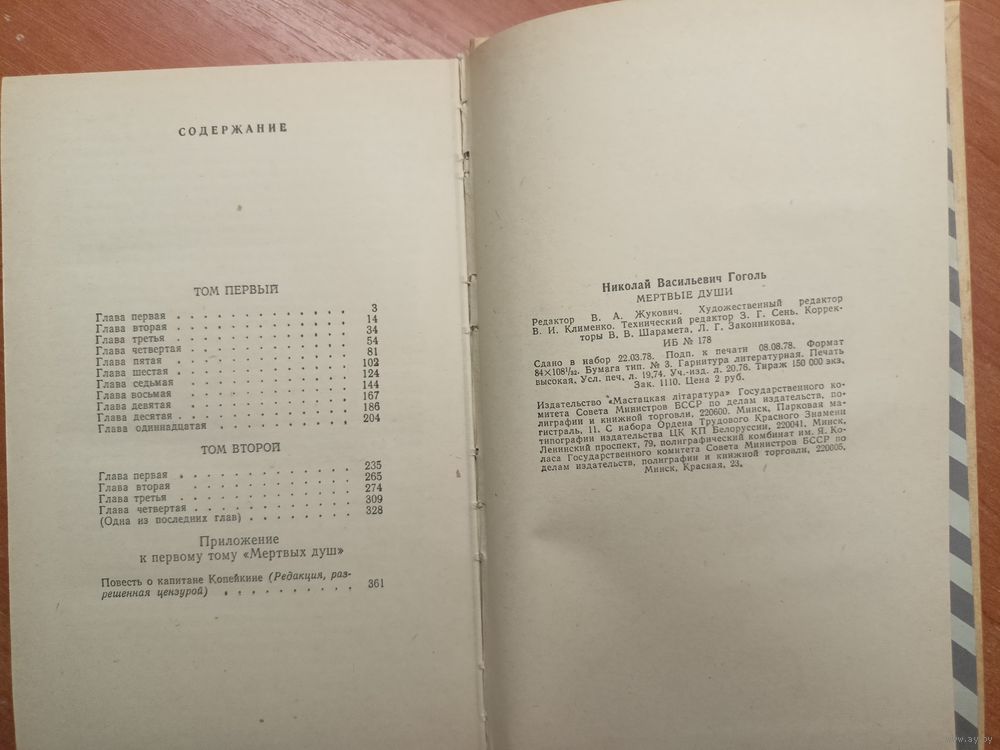 СОДЕРЖАНИЕ
ТОМ ПЕРВЫЙ
Глава первая . . . . . . . . . . . 3
Глава вторая . . . . . . . . . . . 14
Глава третья . . . . . . . . . . . 34
Глава четвертая . . . . . . . . . . 54
Глава пятая . . . . . . . . . . . 81
Глава шестая . . . . . . . . . . . 102
Глава седьмая . . . . . . . . . . . 124
Глава восьмая . . . . . . . . . . . 144
Глава девятая . . . . . . . . . . . 167
Глава десятая . . . . . . . . . . . 186
Глава одиннадцатая . . . . . . . . . 204
ТОМ ВТОРОЙ
Глава первая . . . . . . . . . . . 235
Глава вторая . . . . . . . . . . . 265
Глава третья . . . . . . . . . . . 274
Глава четвертая . . . . . . . . . . 309
(Одна из последних глав) . . . . . . . . 328
Приложение
к первому тому «Мертвых душ»
Повесть о капитане Копейкине (Редакция, раз-
решенная цензурой) . . . . . . . . . . 361
Николай Васильевич Гоголь
МЕРТВЫЕ ДУШИ
Редактор В. А. Жукович. Художественный редактор
В. И. Клименко. Технический редактор З. Г. Сень. Коррек-
торы В. В. Шарамета, Л. Г. Законникова.
ИБ № 178
Сдано в набор 22.03.78. Подп. к печати 08.08.78. Формат
84×108¹/₃₂. Бумага тип. № 3. Гарнитура литературная. Печать
высокая. Усл. печ. л. 19,74. Уч.-изд. л. 20,76. Тираж 150 000 экз.
Зак. 1110. Цена 2 руб.
Издательство «Мастацкая літаратура» Государственного ко-
митета Совета Министров БССР по делам издательств, по-
лиграфии и книжной торговли, 220600. Минск, Парковая ма-
гистраль, 11. С набора Ордена Трудового Красного Знамени
типографии издательства ЦК КП Белоруссии, 220041. Минск,
Ленинский проспект, 79, полиграфический комбинат им. Я. Ко-
ласа Государственного комитета Совета Министров БССР по
делам издательств, полиграфии и книжной торговли, 220005.
Минск, Красная, 23.
www.ay.by